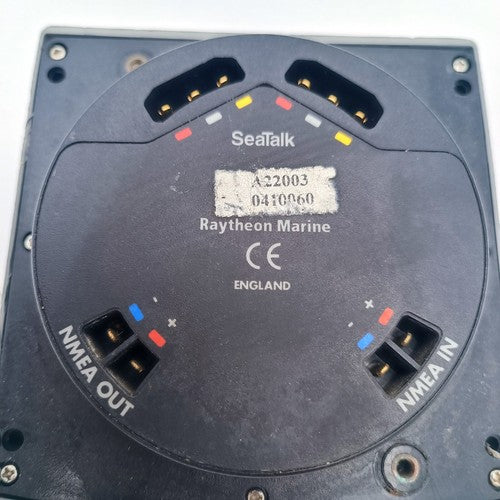 SeaTalk
A22003
0410060
Raytheon Marine
CE
ENGLAND
- +
- +
NMEA OUT
NMEA IN